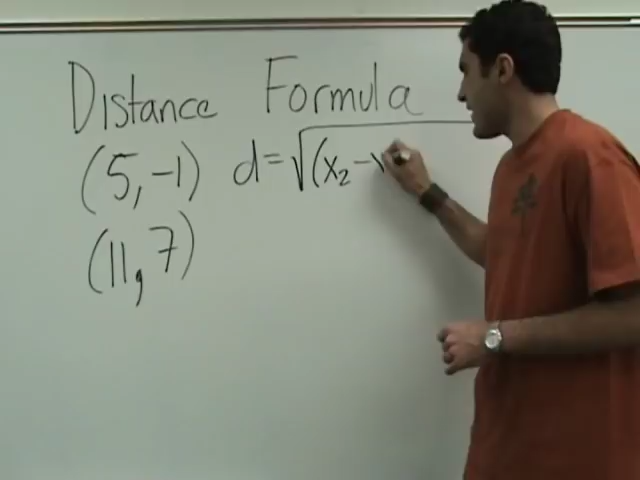 Distance Formula
(5,-1) d=√(x₂-
(11,7)